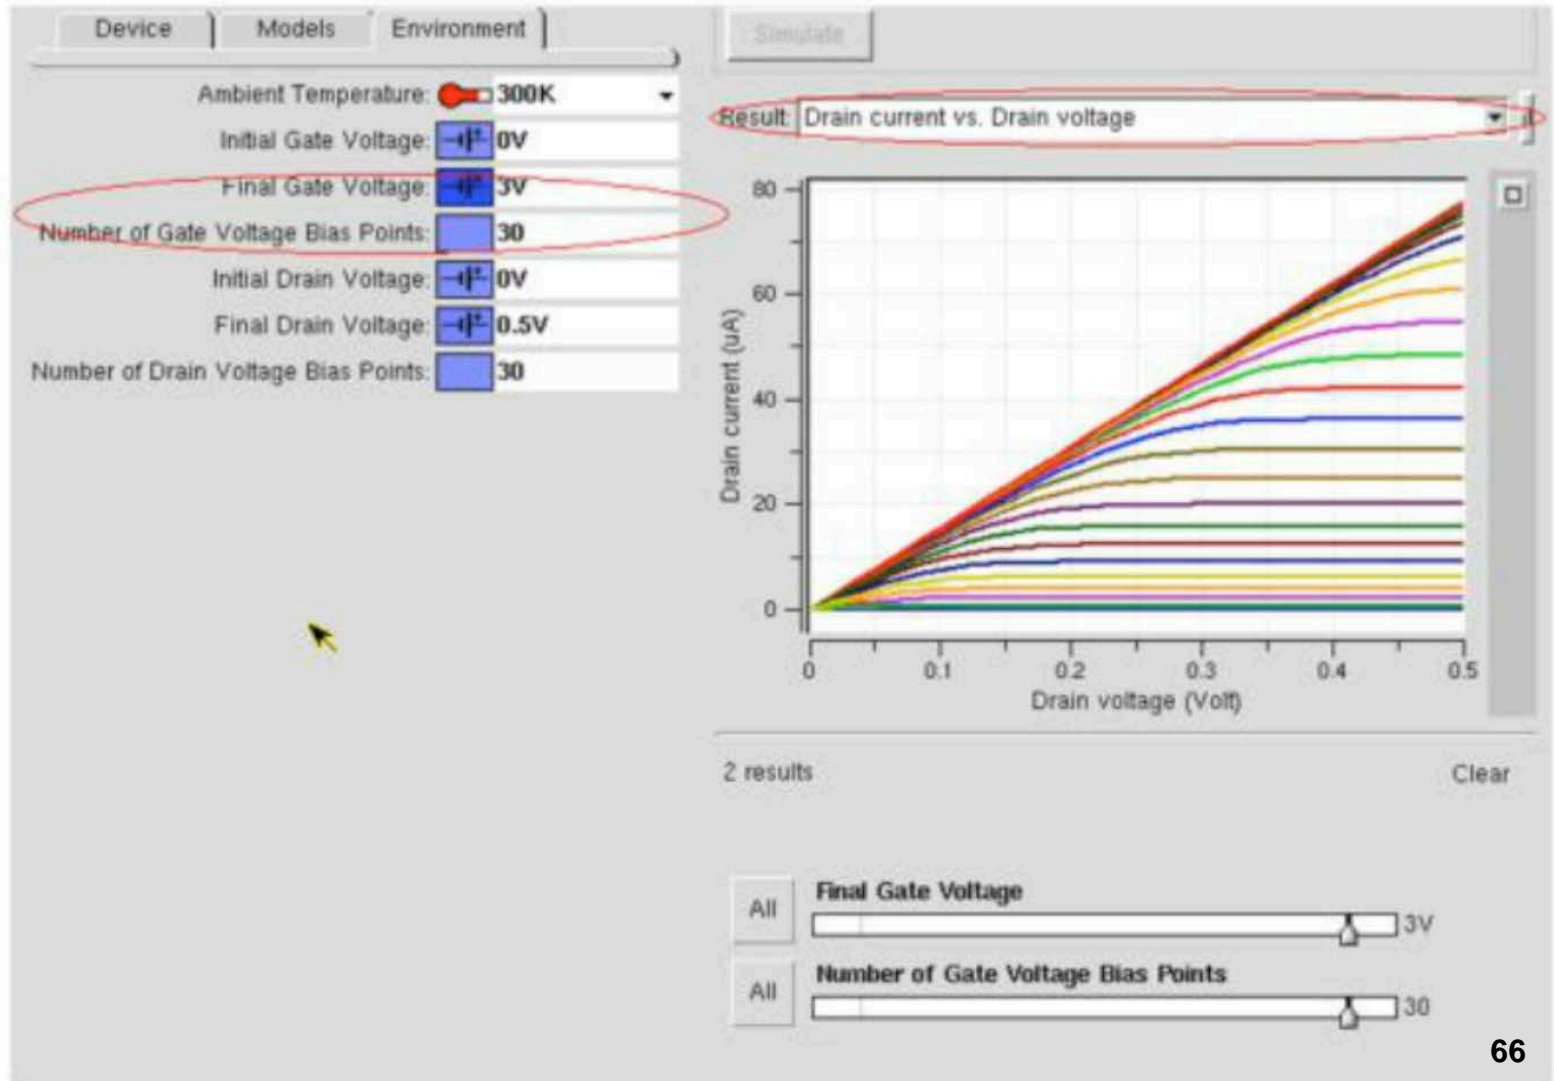 Device Models Environment
Ambient Temperature: 300K
Initial Gate Voltage: 0V
Final Gate Voltage: 3V
Number of Gate Voltage Bias Points: 30
Initial Drain Voltage: 0V
Final Drain Voltage: 0.5V
Number of Drain Voltage Bias Points: 30
Simulate
Result: Drain current vs. Drain voltage
80
60
40
20
0
Drain current (uA)
0 0.1 0.2 0.3 0.4 0.5
Drain voltage (Volt)
2 results Clear
All Final Gate Voltage 3V
All Number of Gate Voltage Bias Points 30
66